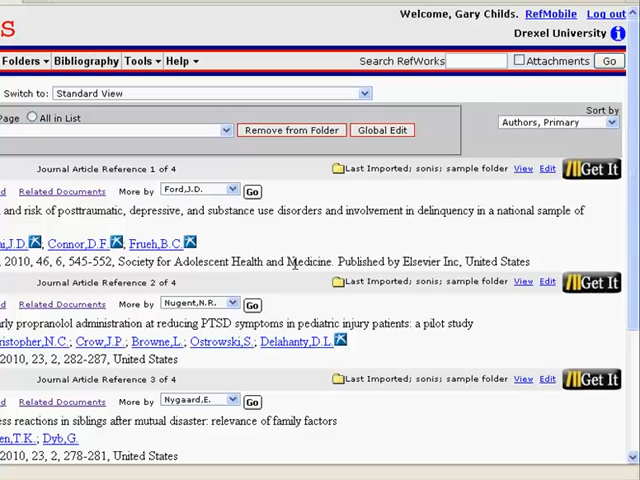 Welcome, Gary Childs. RefMobile Log out
s
Drexel University
Folders Bibliography Tools Help Search RefWorks Attachments Go
Switch to: Standard View
Page All in List
Sort by
Remove from Folder Global Edit Authors, Primary
Journal Article Reference 1 of 4 Last Imported; sonis; sample folder View Edit Get It
d Related Documents More by Ford,J.D. Go
and risk of posttraumatic, depressive, and substance use disorders and involvement in delinquency in a national sample of
ai,J.D. Connor,D.F. Frueh,B.C.
, 2010, 46, 6, 545-552, Society for Adolescent Health and Medicine. Published by Elsevier Inc, United States
Journal Article Reference 2 of 4 Last Imported; sonis; sample folder View Edit Get It
d Related Documents More by Nugent,N.R. Go
rly propranolol administration at reducing PTSD symptoms in pediatric injury patients: a pilot study
ristopher,N.C.; Crow,J.P.; Browne,L.; Ostrowski,S.; Delahanty,D.L.
2010, 23, 2, 282-287, United States
Journal Article Reference 3 of 4 Last Imported; sonis; sample folder View Edit Get It
d Related Documents More by Nygaard,E. Go
ess reactions in siblings after mutual disaster: relevance of family factors
en,T.K.; Dyb,G.
2010, 23, 2, 278-281, United States